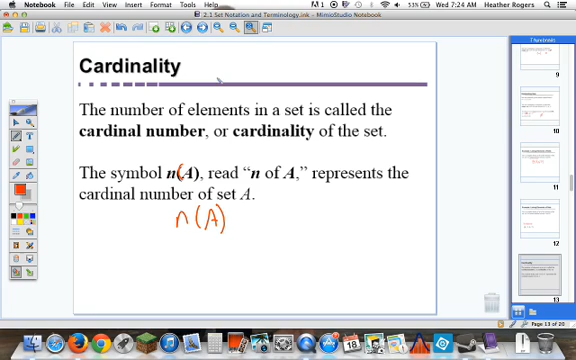 Notebook File Edit View Insert Format Tools Help 53% Wed 7:24 AM Heather Rogers
2.1 Set Notation and Terminology.ink - MimioStudio Notebook
Cardinality
The number of elements in a set is called the
cardinal number, or cardinality of the set.
The symbol n(A), read “n of A,” represents the
cardinal number of set A.
n(A)
9
10
11
12
13
Page 13 of 20